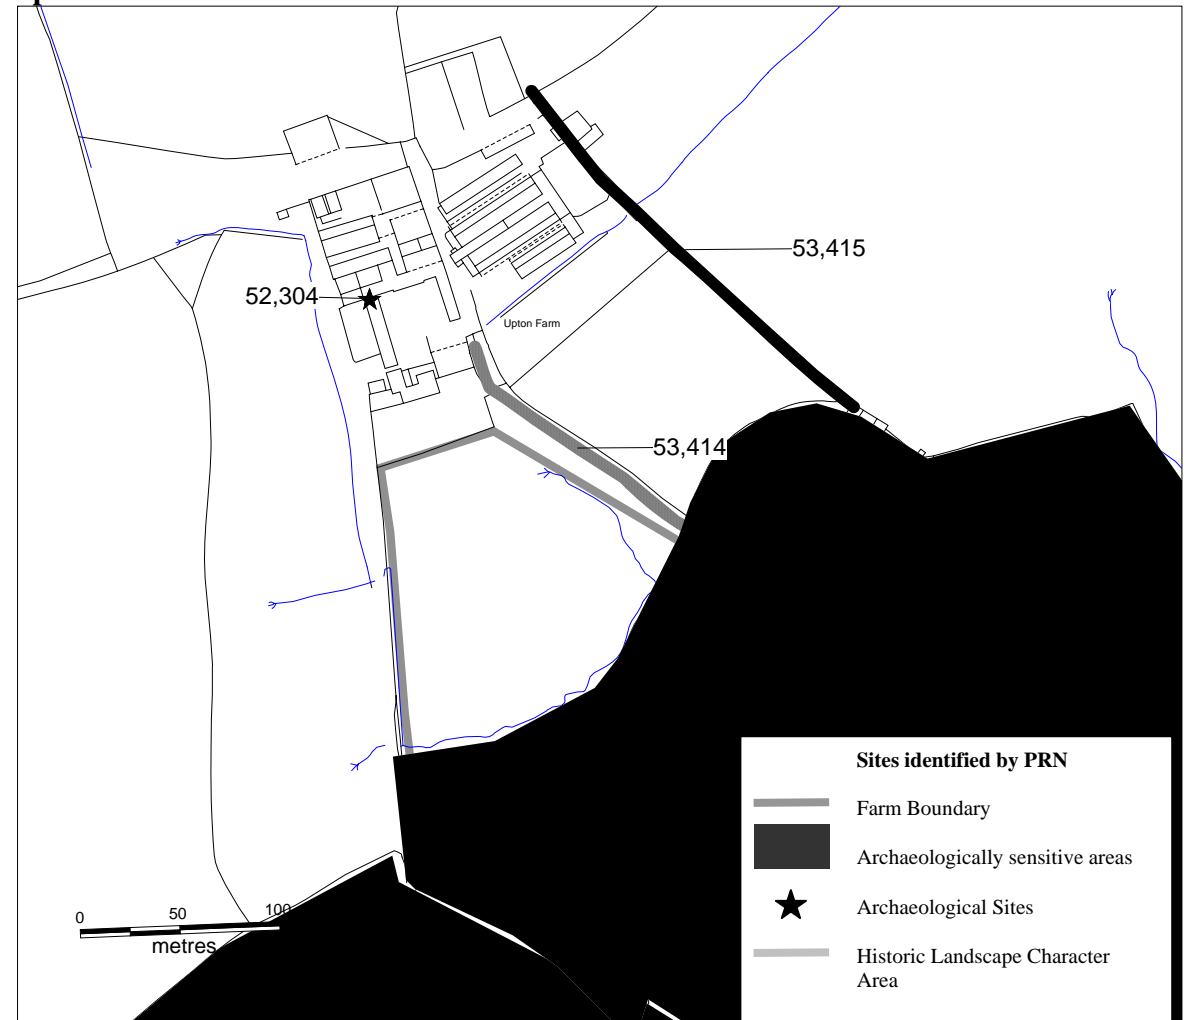 53,415
52,304
Upton Farm
53,414
Sites identified by PRN
Farm Boundary
Archaeologically sensitive areas
Archaeological Sites
Historic Landscape Character
Area
0 50 100
metres